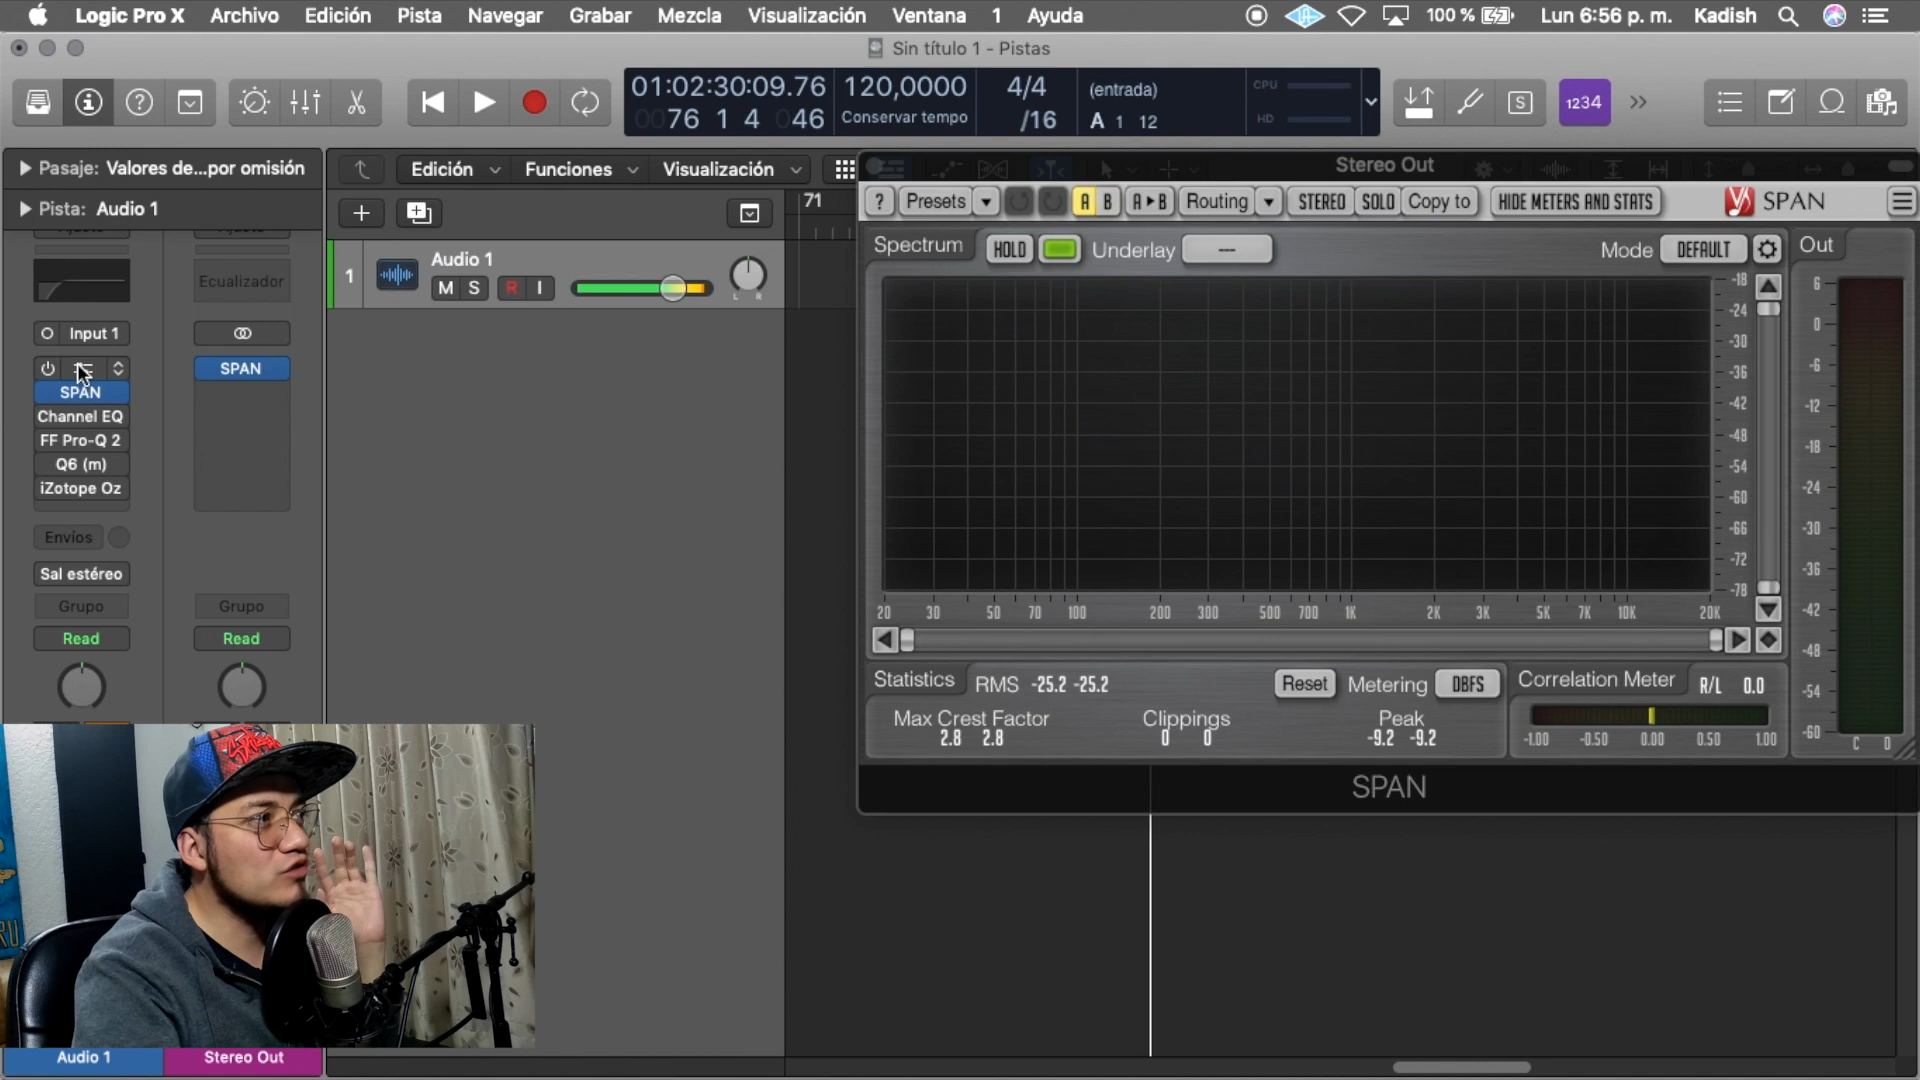 Logic Pro X Archivo Edición Pista Navegar Grabar Mezcla Visualización Ventana 1 Ayuda 100 % Lun 6:56 p. m. Kadish
Sin título 1 - Pistas
01:02:30:09.76 120,0000 4/4 (entrada) CPU
0076 1 4 046 Conservar tempo /16 A 1 12 HD
S 1234
Pasaje: Valores de...por omisión
Edición Funciones Visualización
Stereo Out
Pista: Audio 1
71
? Presets A B A▸B Routing STEREO SOLO Copy to HIDE METERS AND STATS SPAN
Spectrum HOLD Underlay --- Mode DEFAULT Out
Audio 1
1 M S R I
L R
Ecualizador
Input 1
SPAN
SPAN
Channel EQ
FF Pro-Q 2
Q6 (m)
iZotope Oz
Envíos
Sal estéreo
Grupo Grupo
Read Read
-18
-24
-30
-36
-42
-48
-54
-60
-66
-72
-78
6
0
-6
-12
-18
-24
-30
-36
-42
-48
-54
-60
C D
20 30 50 70 100 200 300 500 700 1K 2K 3K 5K 7K 10K 20K
Statistics RMS -25.2 -25.2 Reset Metering DBFS Correlation Meter R/L 0.0
Max Crest Factor Clippings Peak
2.8 2.8 0 0 -9.2 -9.2
-1.00 -0.50 0.00 0.50 1.00
SPAN
RU
Audio 1 Stereo Out